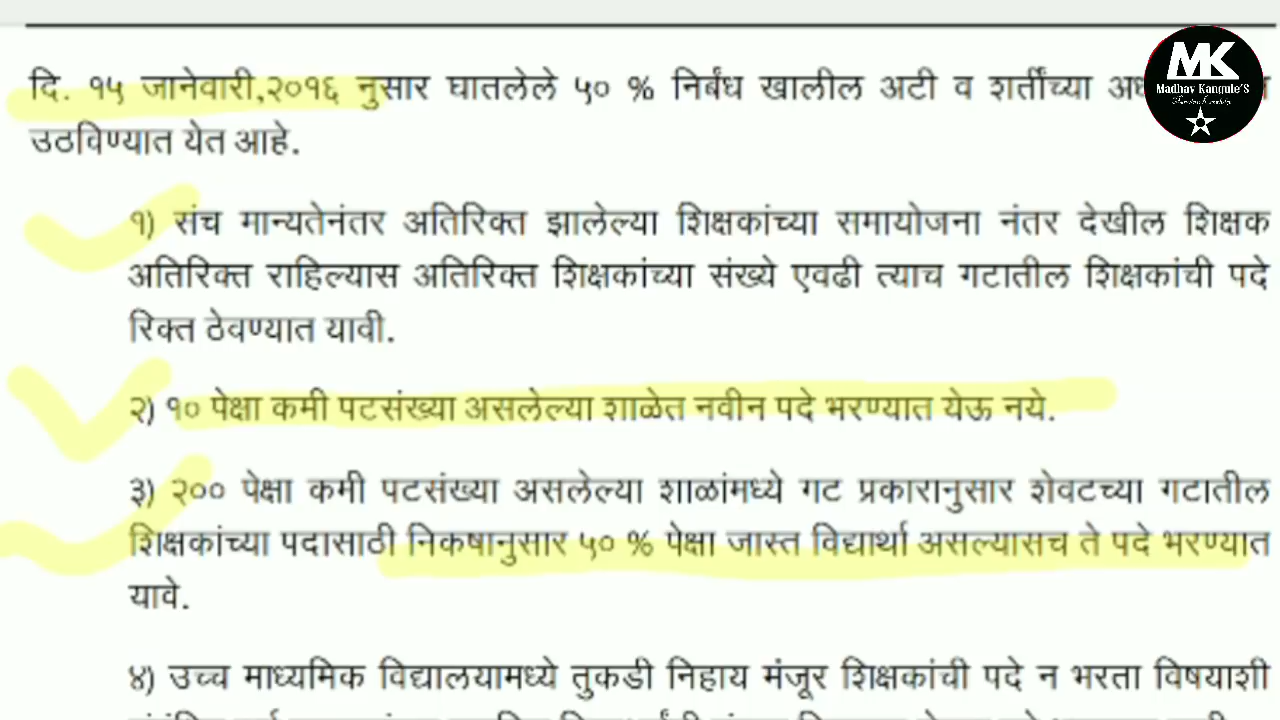 दि. १५ जानेवारी,२०१६ नुसार घातलेले ५० % निर्बंध खालील अटी व शर्तीच्या
उठविण्यात येत आहे.
१) संच मान्यतेनंतर अतिरिक्त झालेल्या शिक्षकांच्या समायोजना नंतर देखील शिक्षक
अतिरिक्त राहिल्यास अतिरिक्त शिक्षकांच्या संख्ये एवढी त्याच गटातील शिक्षकांची पदे
रिक्त ठेवण्यात यावी.
२) १० पेक्षा कमी पटसंख्या असलेल्या शाळेत नवीन पदे भरण्यात येऊ नये.
३) २०० पेक्षा कमी पटसंख्या असलेल्या शाळांमध्ये गट प्रकारानुसार शेवटच्या गटातील
शिक्षकांच्या पदासाठी निकषानुसार ५० % पेक्षा जास्त विद्यार्था असल्यासच ते पदे भरण्यात
यावे.
४) उच्च माध्यमिक विद्यालयामध्ये तुकडी निहाय मंजूर शिक्षकांची पदे न भरता विषयाशी
MK
Madhav Kangule'S